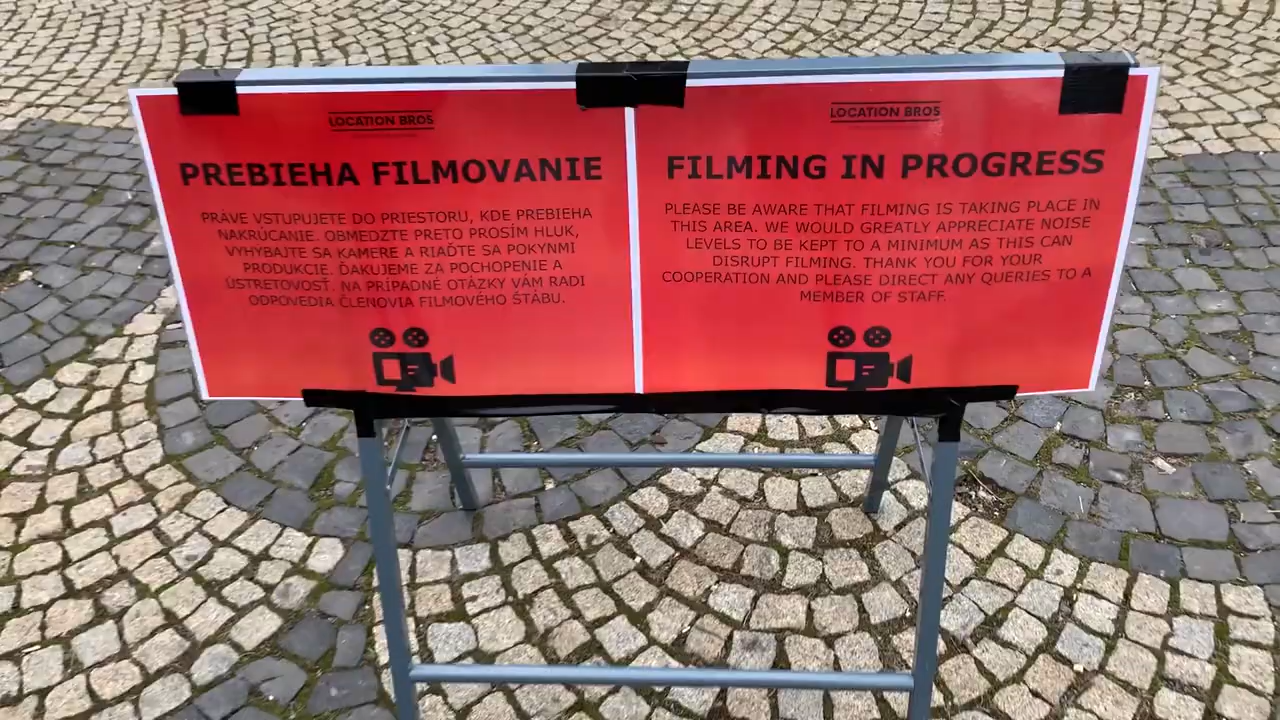 LOCATION BROS
PREBIEHA FILMOVANIE
PRÁVE VSTUPUJETE DO PRIESTORU, KDE PREBIEHA
NAKRÚCANIE. OBMEDZTE PRETO PROSÍM HLUK,
VYHYBAJTE SA KAMERE A RIAĎTE SA POKYNMI
PRODUKCIE. ĎAKUJEME ZA POCHOPENIE A
ÚSTRETOVOSŤ. NA PRÍPADNÉ OTÁZKY VÁM RADI
ODPOVEDIA ČLENOVIA FILMOVÉHO ŠTÁBU.
LOCATION BROS
FILMING IN PROGRESS
PLEASE BE AWARE THAT FILMING IS TAKING PLACE IN
THIS AREA. WE WOULD GREATLY APPRECIATE NOISE
LEVELS TO BE KEPT TO A MINIMUM AS THIS CAN
DISRUPT FILMING. THANK YOU FOR YOUR
COOPERATION AND PLEASE DIRECT ANY QUERIES TO A
MEMBER OF STAFF.